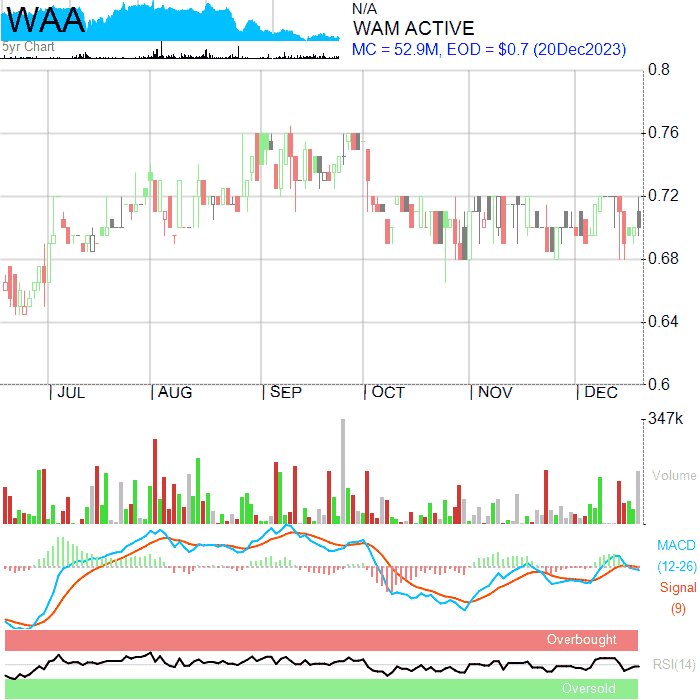 WAA
5yr Chart
N/A
WAM ACTIVE
MC = 52.9M, EOD = $0.7 (20Dec2023)
0.8
0.76
0.72
0.68
0.64
0.6
JUL AUG SEP OCT NOV DEC
347k
Volume
MACD
(12-26)
Signal
(9)
Overbought
RSI(14)
Oversold